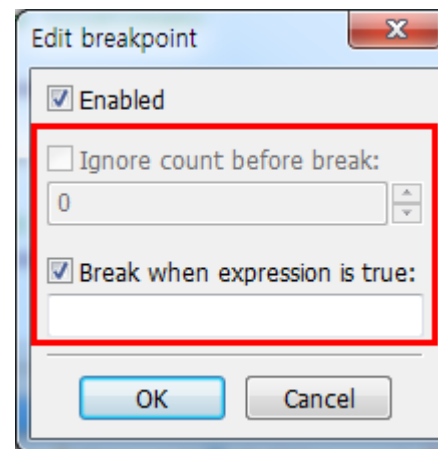 Edit breakpoint
Enabled
Ignore count before break:
0
Break when expression is true:
OK
Cancel